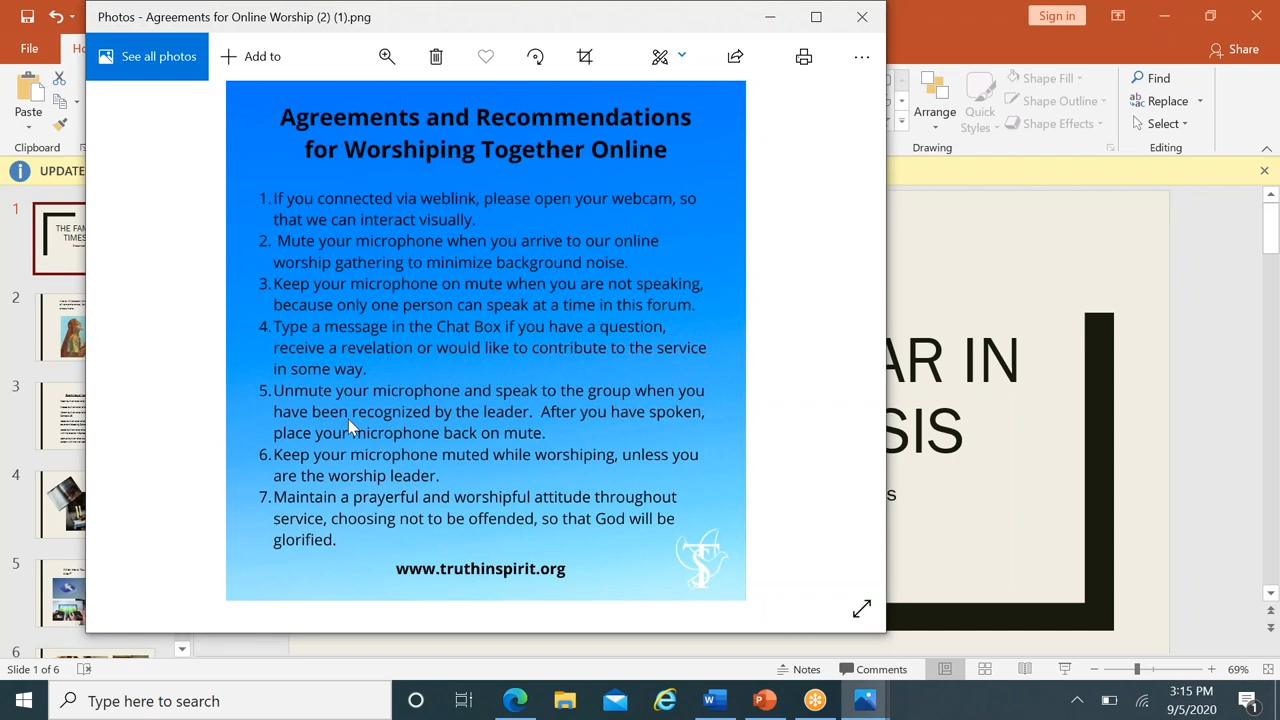 Photos - Agreements for Online Worship (2) (1).png
Sign in
File
Share
See all photos
Add to
Paste
Clipboard
Arrange
Quick
Styles
Shape Fill
Shape Outline
Shape Effects
Drawing
Find
Replace
Select
Editing
Agreements and Recommendations
for Worshiping Together Online
1. If you connected via weblink, please open your webcam, so
that we can interact visually.
2. Mute your microphone when you arrive to our online
worship gathering to minimize background noise.
3. Keep your microphone on mute when you are not speaking,
because only one person can speak at a time in this forum.
4. Type a message in the Chat Box if you have a question,
receive a revelation or would like to contribute to the service
in some way.
5. Unmute your microphone and speak to the group when you
have been recognized by the leader. After you have spoken,
place your microphone back on mute.
6. Keep your microphone muted while worshiping, unless you
are the worship leader.
7. Maintain a prayerful and worshipful attitude throughout
service, choosing not to be offended, so that God will be
glorified.
www.truthinspirit.org
UPDATE
1
THE FAM
TIMES
2
3
4
5
6
AR IN
SIS
s
Slide 1 of 6
Notes
Comments
69%
Type here to search
3:15 PM
9/5/2020
1